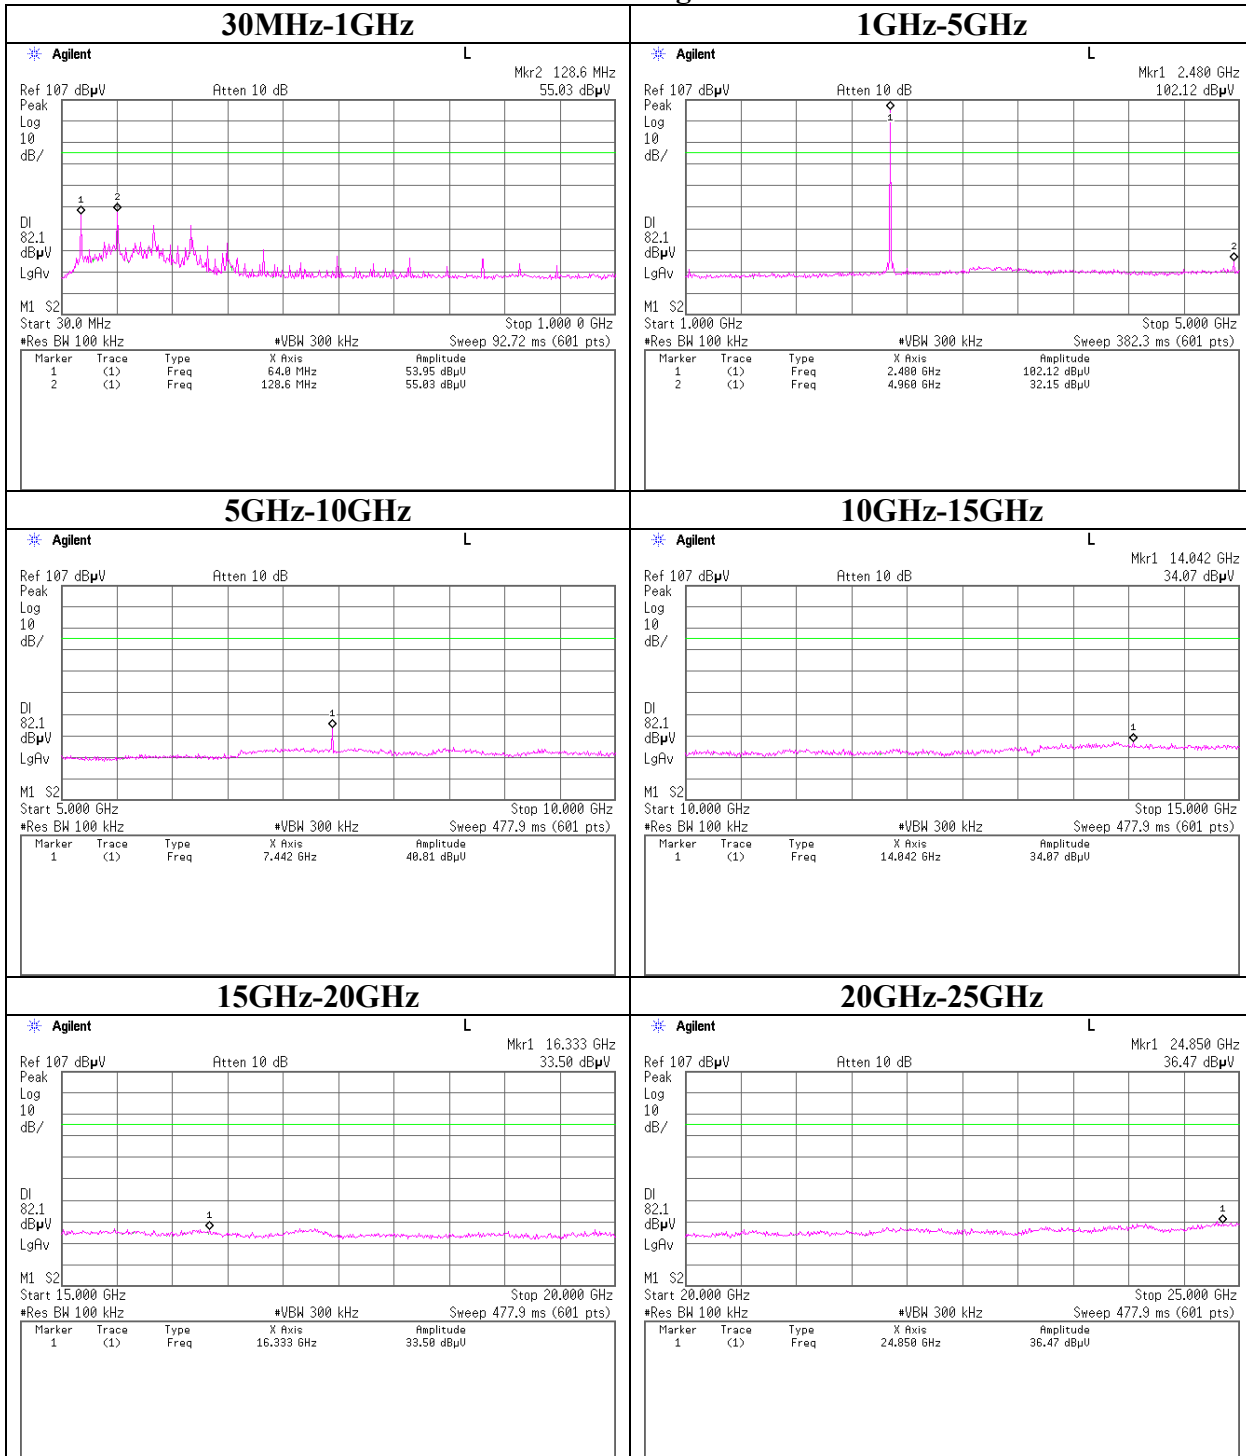 30MHz-1GHz
Agilent
L
Mkr2 128.6 MHz
Ref 107 dBµV Atten 10 dB 55.03 dBµV
Peak
Log
10
dB/
1
2
DI
82.1
dBµV
LgAv
M1 S2
Start 30.0 MHz Stop 1.000 0 GHz
#Res BW 100 kHz #VBW 300 kHz Sweep 92.72 ms (601 pts)
Marker Trace Type X Axis Amplitude
1 (1) Freq 64.0 MHz 53.95 dBµV
2 (1) Freq 128.6 MHz 55.03 dBµV
1GHz-5GHz
Agilent
L
Mkr1 2.480 GHz
Ref 107 dBµV Atten 10 dB 102.12 dBµV
Peak
Log
10
dB/
1
2
DI
82.1
dBµV
LgAv
M1 S2
Start 1.000 GHz Stop 5.000 GHz
#Res BW 100 kHz #VBW 300 kHz Sweep 382.3 ms (601 pts)
Marker Trace Type X Axis Amplitude
1 (1) Freq 2.480 GHz 102.12 dBµV
2 (1) Freq 4.960 GHz 32.15 dBµV
5GHz-10GHz
Agilent
L
Ref 107 dBµV Atten 10 dB
Peak
Log
10
dB/
1
DI
82.1
dBµV
LgAv
M1 S2
Start 5.000 GHz Stop 10.000 GHz
#Res BW 100 kHz #VBW 300 kHz Sweep 477.9 ms (601 pts)
Marker Trace Type X Axis Amplitude
1 (1) Freq 7.442 GHz 40.81 dBµV
10GHz-15GHz
Agilent
L
Mkr1 14.042 GHz
Ref 107 dBµV Atten 10 dB 34.07 dBµV
Peak
Log
10
dB/
1
DI
82.1
dBµV
LgAv
M1 S2
Start 10.000 GHz Stop 15.000 GHz
#Res BW 100 kHz #VBW 300 kHz Sweep 477.9 ms (601 pts)
Marker Trace Type X Axis Amplitude
1 (1) Freq 14.042 GHz 34.07 dBµV
15GHz-20GHz
Agilent
L
Mkr1 16.333 GHz
Ref 107 dBµV Atten 10 dB 33.50 dBµV
Peak
Log
10
dB/
DI
82.1
1
dBµV
LgAv
M1 S2
Start 15.000 GHz Stop 20.000 GHz
#Res BW 100 kHz #VBW 300 kHz Sweep 477.9 ms (601 pts)
Marker Trace Type X Axis Amplitude
1 (1) Freq 16.333 GHz 33.50 dBµV
20GHz-25GHz
Agilent
L
Mkr1 24.850 GHz
Ref 107 dBµV Atten 10 dB 36.47 dBµV
Peak
Log
10
dB/
DI
82.1
1
dBµV
LgAv
M1 S2
Start 20.000 GHz Stop 25.000 GHz
#Res BW 100 kHz #VBW 300 kHz Sweep 477.9 ms (601 pts)
Marker Trace Type X Axis Amplitude
1 (1) Freq 24.850 GHz 36.47 dBµV